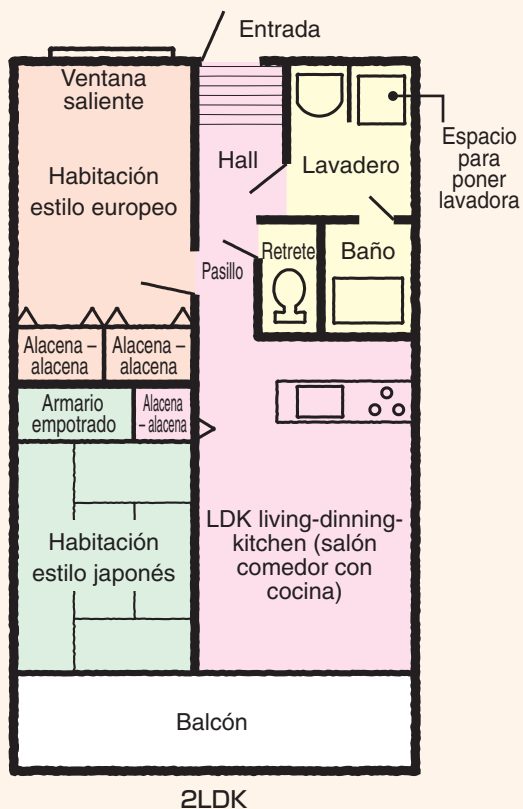 Entrada
Ventana
saliente
Espacio
para
poner
lavadora
Hall
Lavadero
Habitación
estilo europeo
Retrete
Baño
Pasillo
Alacena –
alacena
Alacena –
alacena
Armario
empotrado
Alacena
– alacena
LDK living-dinning-
kitchen (salón
comedor con
cocina)
Habitación
estilo japonés
Balcón
2LDK